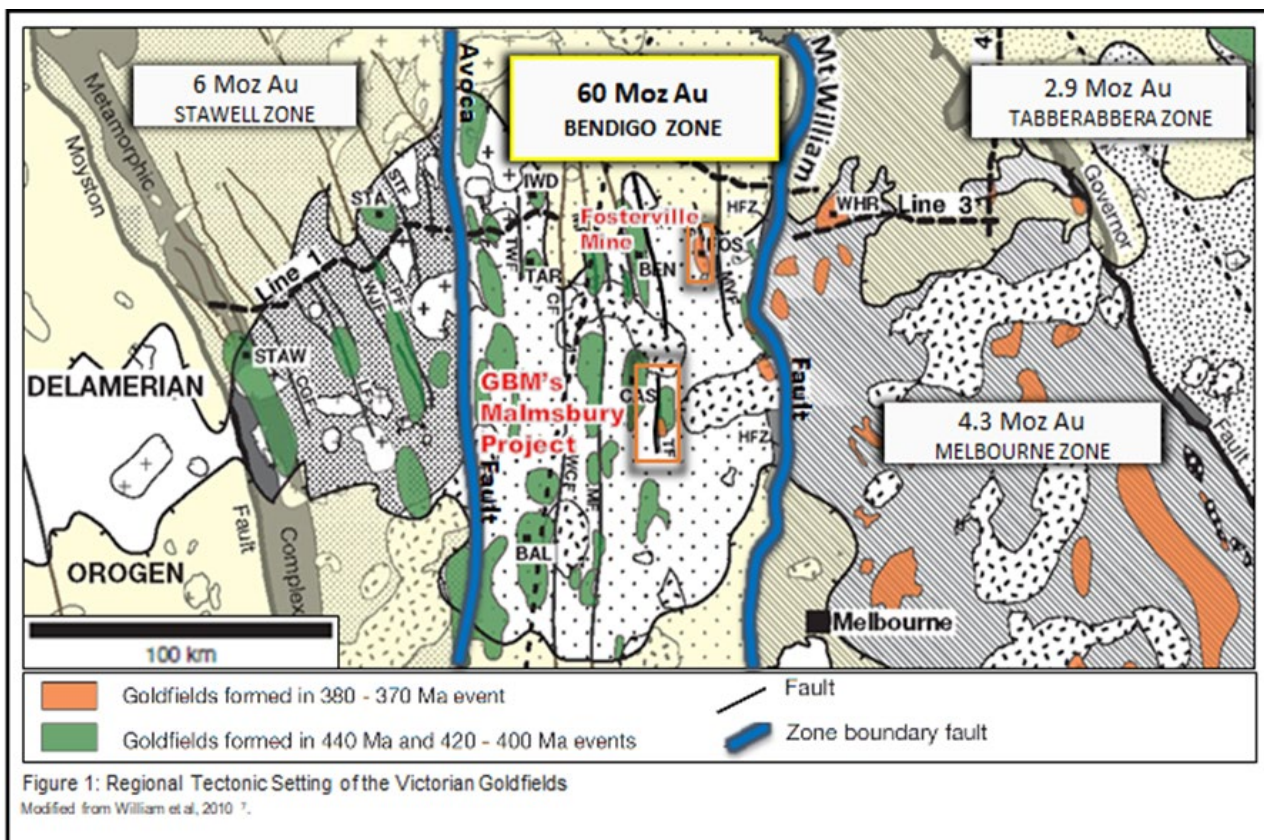 6 Moz Au
STAWELL ZONE
60 Moz Au
BENDIGO ZONE
2.9 Moz Au
TABBERABBERA ZONE
Metamorphic
Moyston
Avoca
Mt William
4
Governor
STF
STA
IWD
HFZ
WHR
Line 3
Fosterville
Mine
FOS
Line 1
PF
WJF
TWF
TAR
CF
BEN
MVF
STAW
DELAMERIAN
CGF
LF
GBM's
Malmsbury
Project
CAS
TF
Fault
HFZ
4.3 Moz Au
MELBOURNE ZONE
Fault
Fault
WCF
MF
BAL
Fault
Complex
OROGEN
Melbourne
100 km
Goldfields formed in 380 - 370 Ma event
Fault
Goldfields formed in 440 Ma and 420 - 400 Ma events
Zone boundary fault
Figure 1: Regional Tectonic Setting of the Victorian Goldfields
Modified from William et al, 2010 7.